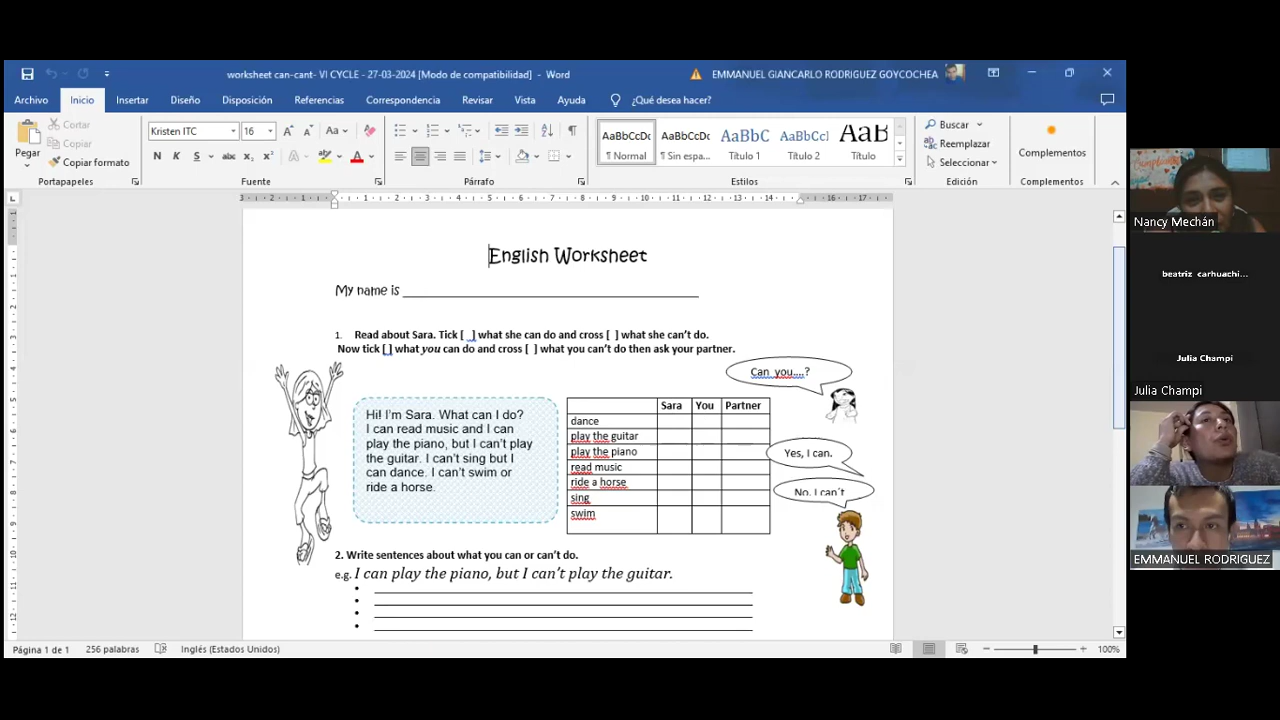 worksheet can-cant- VI CYCLE - 27-03-2024 [Modo de compatibilidad] - Word
EMMANUEL GIANCARLO RODRIGUEZ GOYCOCHEA
Archivo Inicio Insertar Diseño Disposición Referencias Correspondencia Revisar Vista Ayuda ¿Qué desea hacer?
Pegar
Cortar
Copiar
Copiar formato
Portapapeles
Kristen ITC 16
Fuente
Párrafo
AaBbCcDc AaBbCcDc AaBbC AaBbCcI AaB
¶ Normal ¶ Sin espa... Título 1 Título 2 Título
Estilos
Buscar
Reemplazar
Seleccionar
Edición
Complementos
Complementos
English Worksheet
My name is ____________________
1. Read about Sara. Tick [ ] what she can do and cross [ ] what she can't do.
Now tick [ ] what you can do and cross [ ] what you can't do then ask your partner.
Can you....?
Hi! I'm Sara. What can I do?
I can read music and I can
play the piano, but I can't play
the guitar. I can't sing but I
can dance. I can't swim or
ride a horse.
Sara You Partner
dance
play the guitar
play the piano
read music
ride a horse
sing
swim
Yes, I can.
No, I can´t
2. Write sentences about what you can or can't do.
e.g. I can play the piano, but I can't play the guitar.
Página 1 de 1 256 palabras Inglés (Estados Unidos) 100%
Nancy Mechán
beatriz carhuachi...
Julia Champi
Julia Champi
EMMANUEL RODRIGUEZ